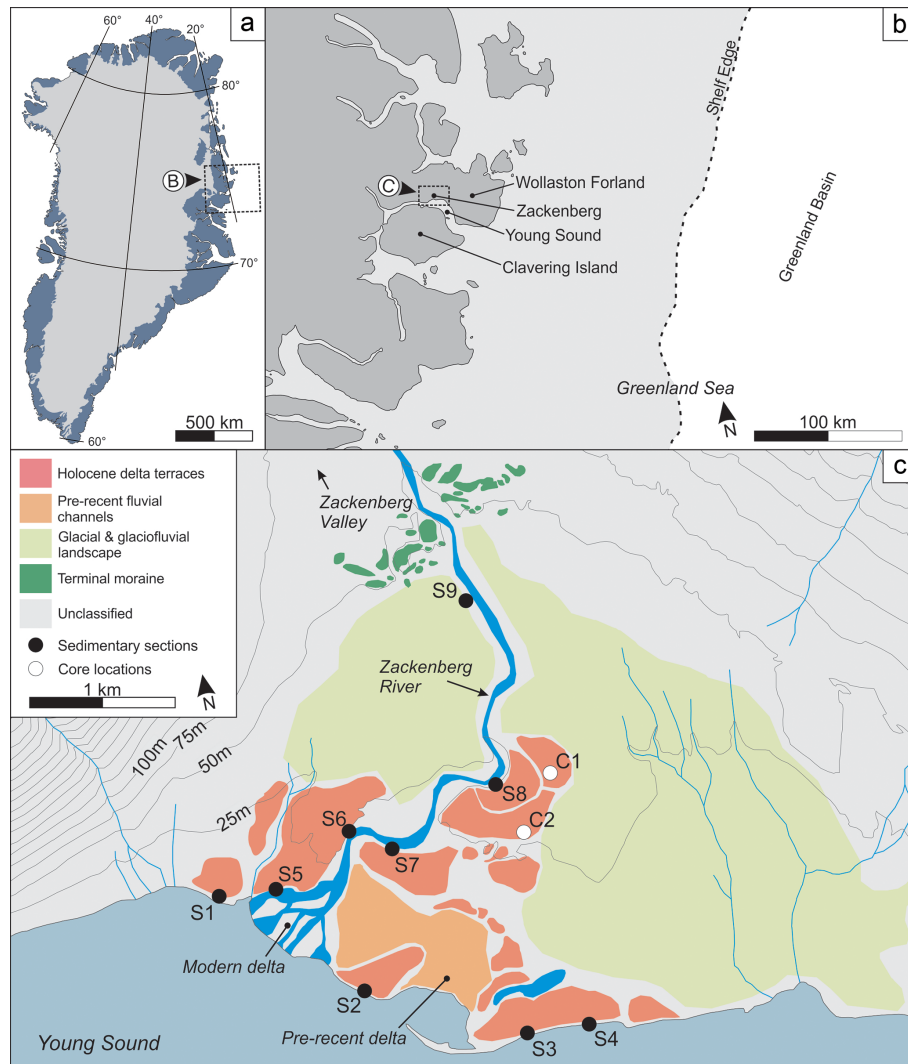 a
60°
40°
20°
80°
B
70°
500 km
60°
b
Shelf Edge
Greenland Basin
C
Wollaston Forland
Zackenberg
Young Sound
Clavering Island
Greenland Sea
N
100 km
c
Holocene delta terraces
Pre-recent fluvial
channels
Glacial & glaciofluvial
landscape
Terminal moraine
Unclassified
Sedimentary sections
Core locations
1 km
N
Zackenberg
Valley
S9
Zackenberg
River
100m
75m
50m
25m
C1
S8
C2
S6
S7
S5
S1
Modern delta
S2
Pre-recent delta
S3
S4
Young Sound